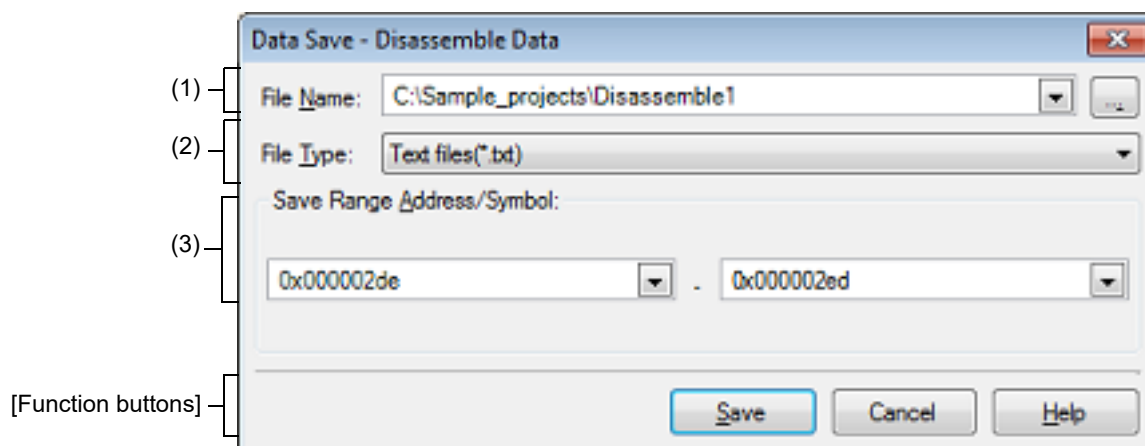 Data Save - Disassemble Data
(1) File Name: C:\Sample_projects\Disassemble1 ...
(2) File Type: Text files(*.txt)
Save Range Address/Symbol:
(3)
0x000002de - 0x000002ed
[Function buttons] Save Cancel Help